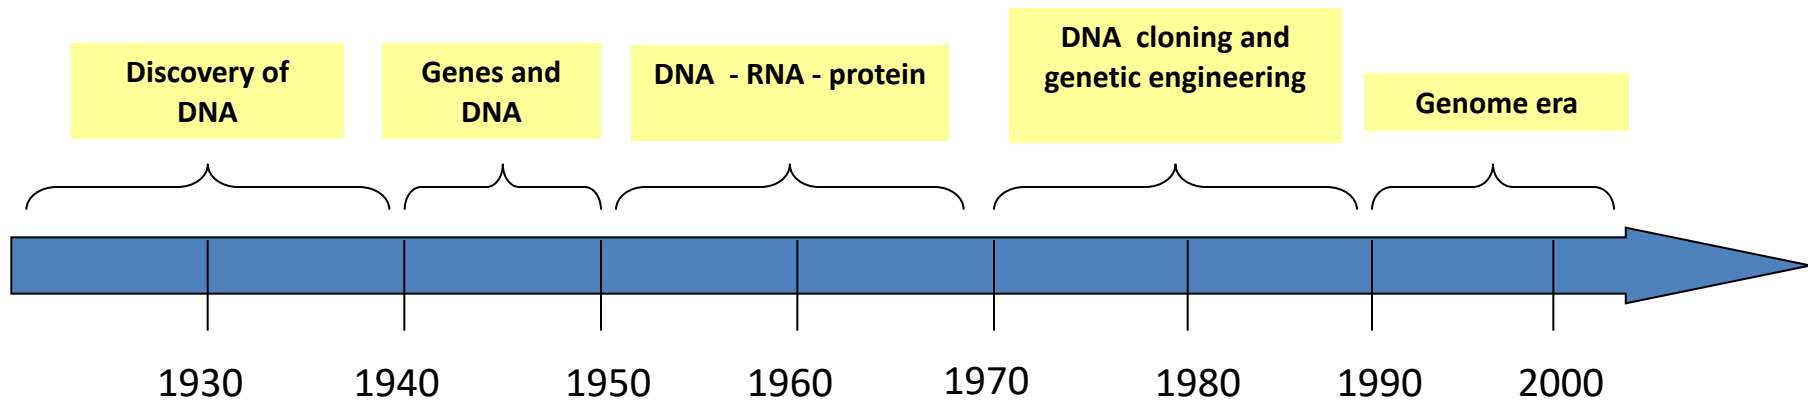 Discovery of
DNA
Genes and
DNA
DNA  - RNA - protein
DNA  cloning and
genetic engineering
Genome era
1930
1940
1950
1960
1970
1980
1990
2000